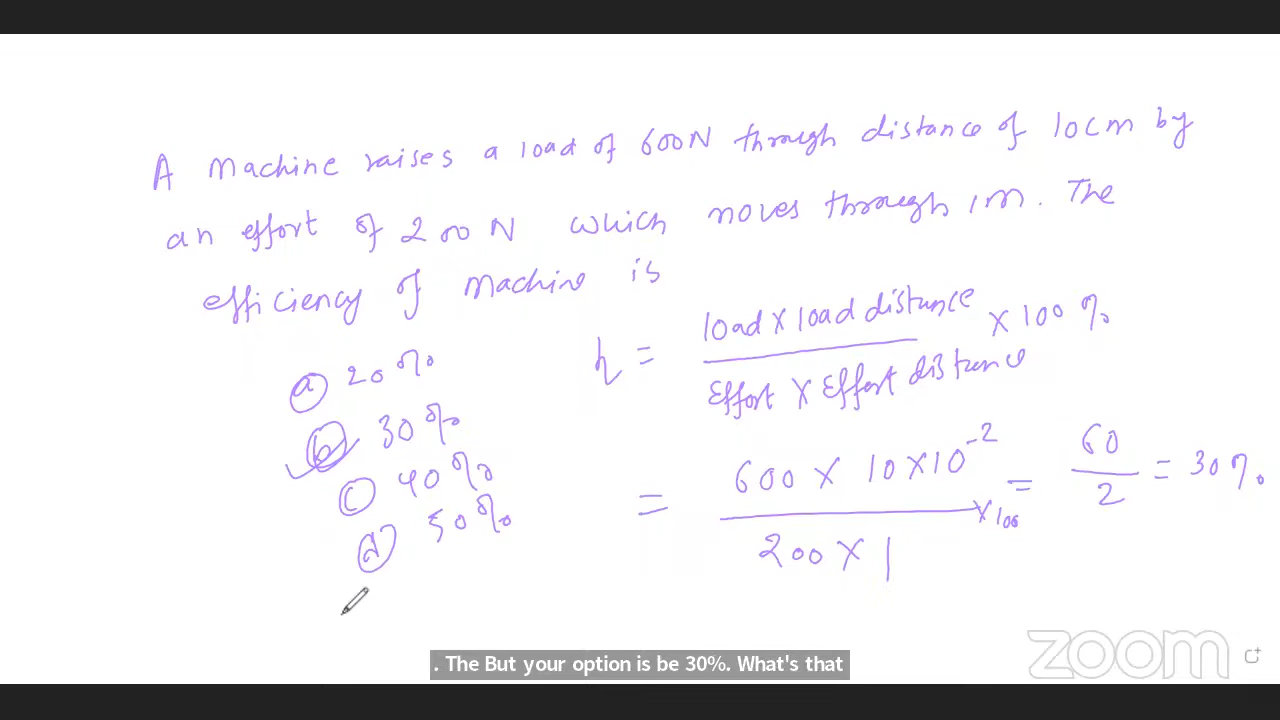 A Machine raises a load of 600N through distance of 10cm by
an effort of 200 N which moves through 1m. The
efficiency of machine is
η = load X load distance / Effort X Effort distance X 100 %
ⓐ 20%
ⓑ 30%
ⓒ 40%
ⓓ 50%
= 600 X 10 X 10⁻² / 200 X 1 X 100 = 60 / 2 = 30%.
. The But your option is be 30%. What's that
zoom